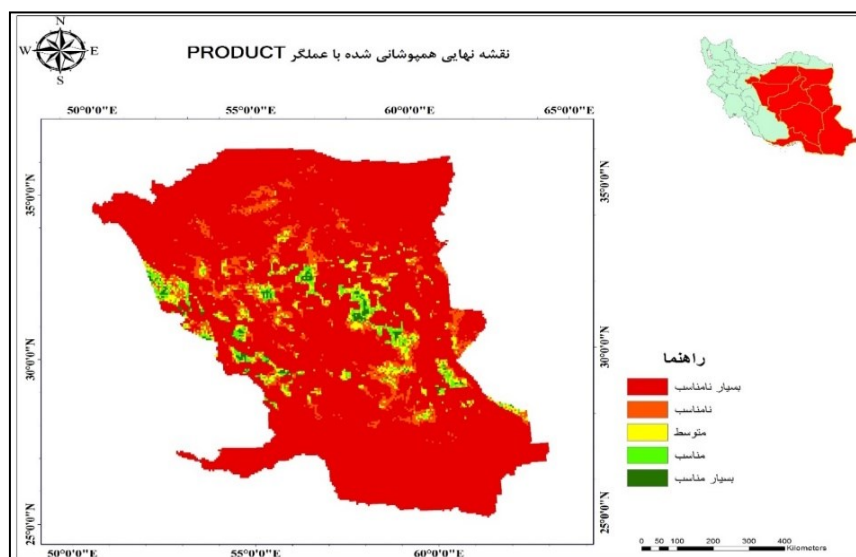 N
W E
S
نقشه نهایی همپوشانی شده با عملگر PRODUCT
50°0'0"E 55°0'0"E 60°0'0"E 65°0'0"E
35°0'0"N 35°0'0"N
30°0'0"N 30°0'0"N
25°0'0"N 25°0'0"N
50°0'0"E 55°0'0"E 60°0'0"E
راهنما
بسیار نامناسب
نامناسب
متوسط
مناسب
بسیار مناسب
0 50 100 200 300 400
Kilometers